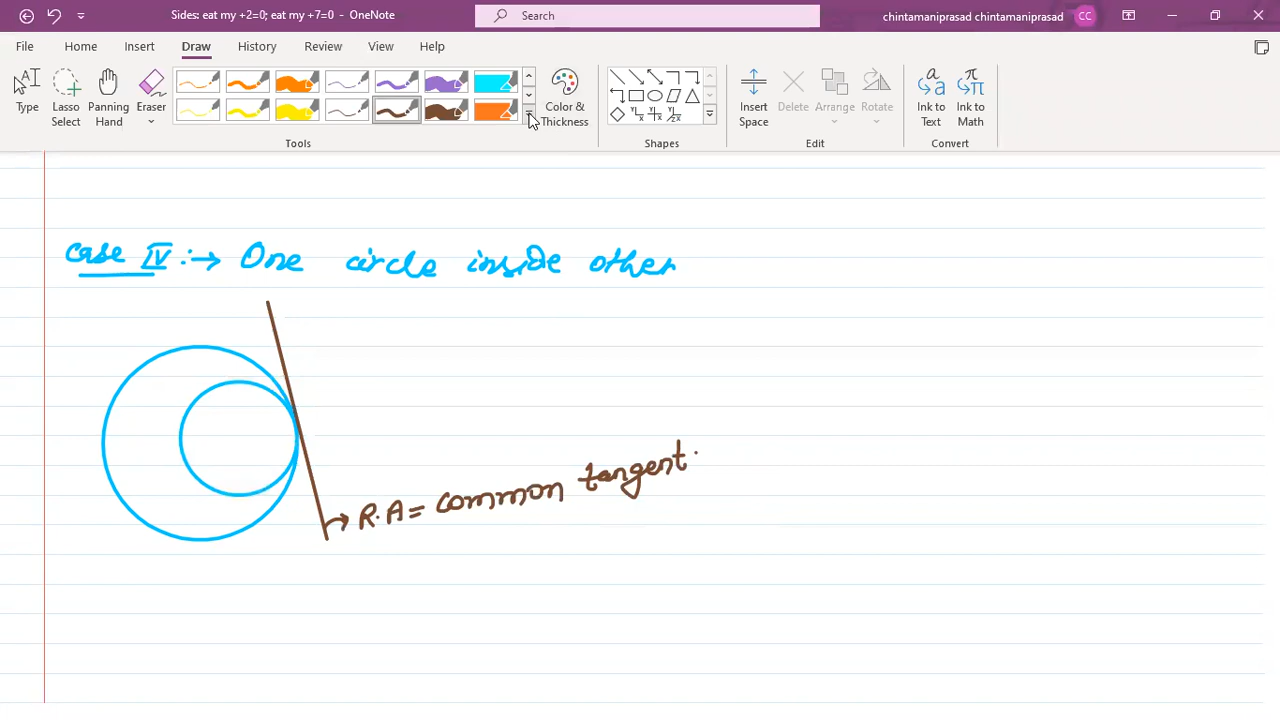 Sides: eat my +2=0; eat my +7=0 - OneNote
Search
chintamaniprasad chintamaniprasad
CC
File Home Insert Draw History Review View Help
Type
Lasso Select
Panning Hand
Eraser
Color & Thickness
Insert Space
Delete
Arrange
Rotate
Ink to Text
Ink to Math
Tools
Shapes
Edit
Convert
Case IV :→ One circle inside other
R.A = common tangent.